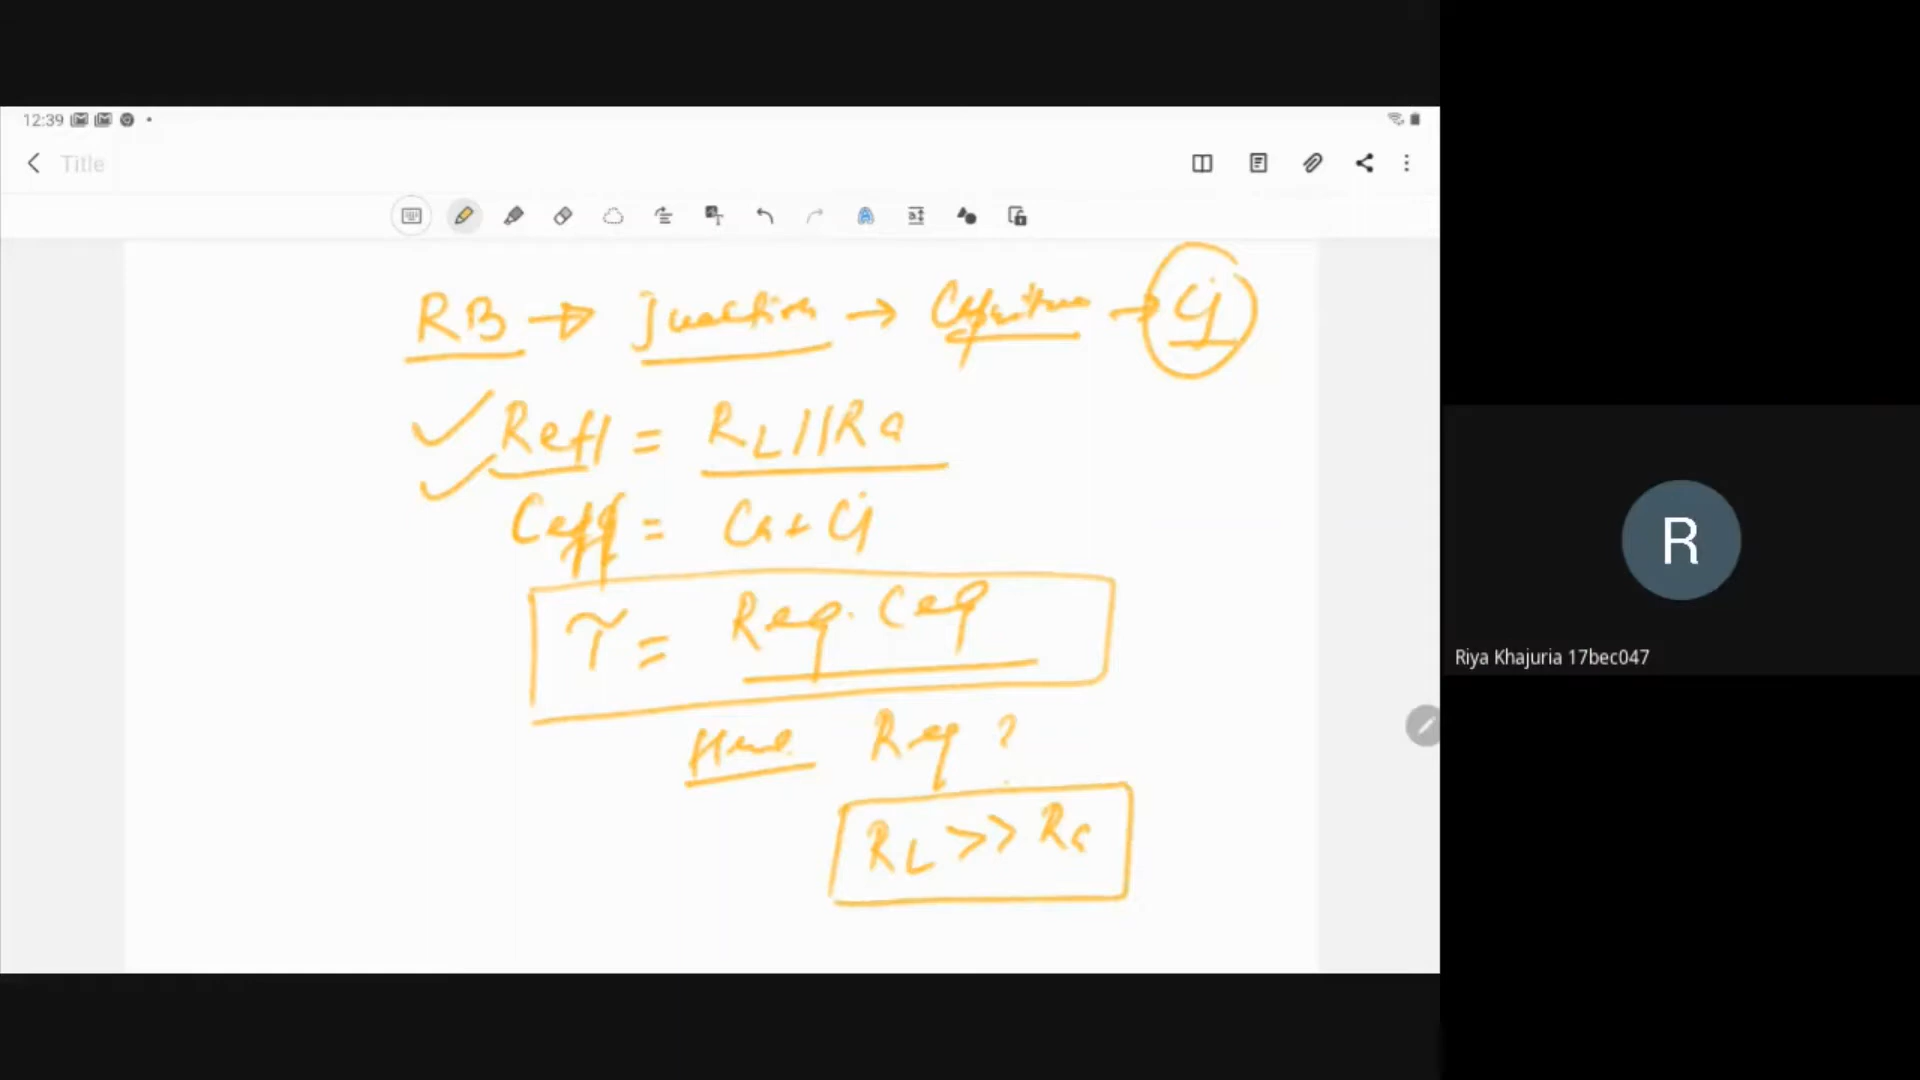 12:39
Title
RB → junction → Capacitance → Cj
Reff = RL//Ra
Ceff = Ca + Cj
τ = Req. Ceq
Here Req ?
RL >> Ra
R
Riya Khajuria 17bec047